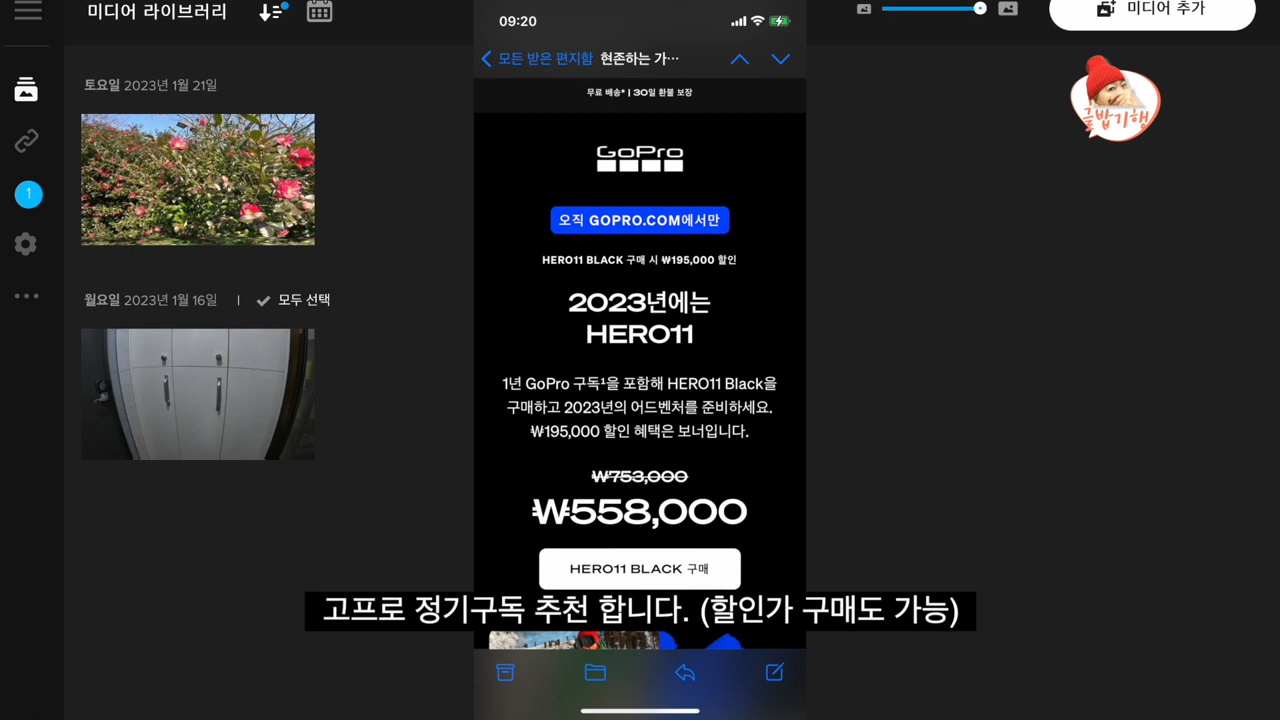 미디어 라이브러리
미디어 추가
토요일 2023년 1월 21일
1
월요일 2023년 1월 16일 | 모두 선택
09:20
모든 받은 편지함 현존하는 가···
무료 배송* | 30일 환불 보장
GoPro
오직 GOPRO.COM에서만
HERO11 BLACK 구매 시 ₩195,000 할인
2023년에는
HERO11
1년 GoPro 구독¹을 포함해 HERO11 Black을
구매하고 2023년의 어드벤처를 준비하세요.
₩195,000 할인 혜택은 보너입니다.
₩753,000
₩558,000
HERO11 BLACK 구매
고프로 정기구독 추천 합니다. (할인가 구매도 가능)
글밥기행